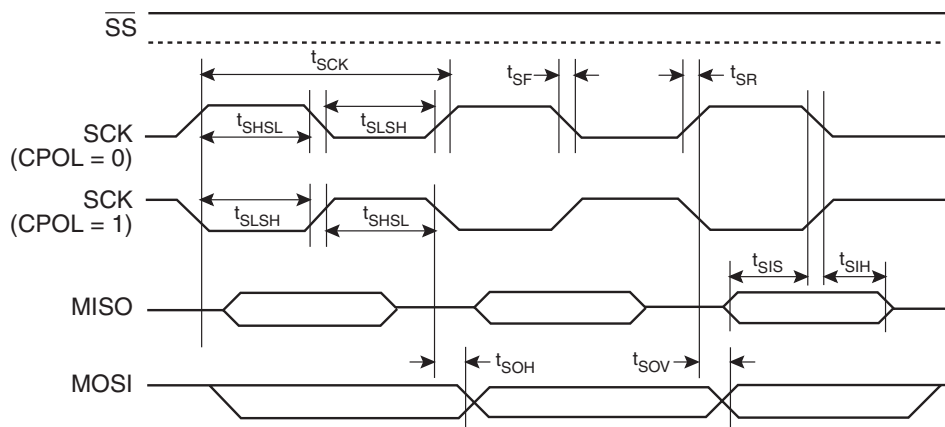 SS
tSCK
tSF
tSR
SCK
(CPOL = 0)
tSHSL
tSLSH
SCK
(CPOL = 1)
tSLSH
tSHSL
tSIS
tSIH
MISO
tSOH
tSOV
MOSI